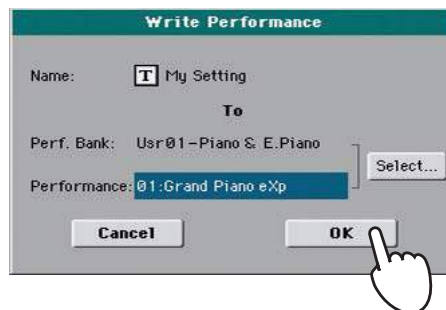 Write Performance
Name: T My Setting
To
Perf. Bank: Usr01-Piano & E.Piano
Select...
Performance: 01:Grand Piano eXp
Cancel OK